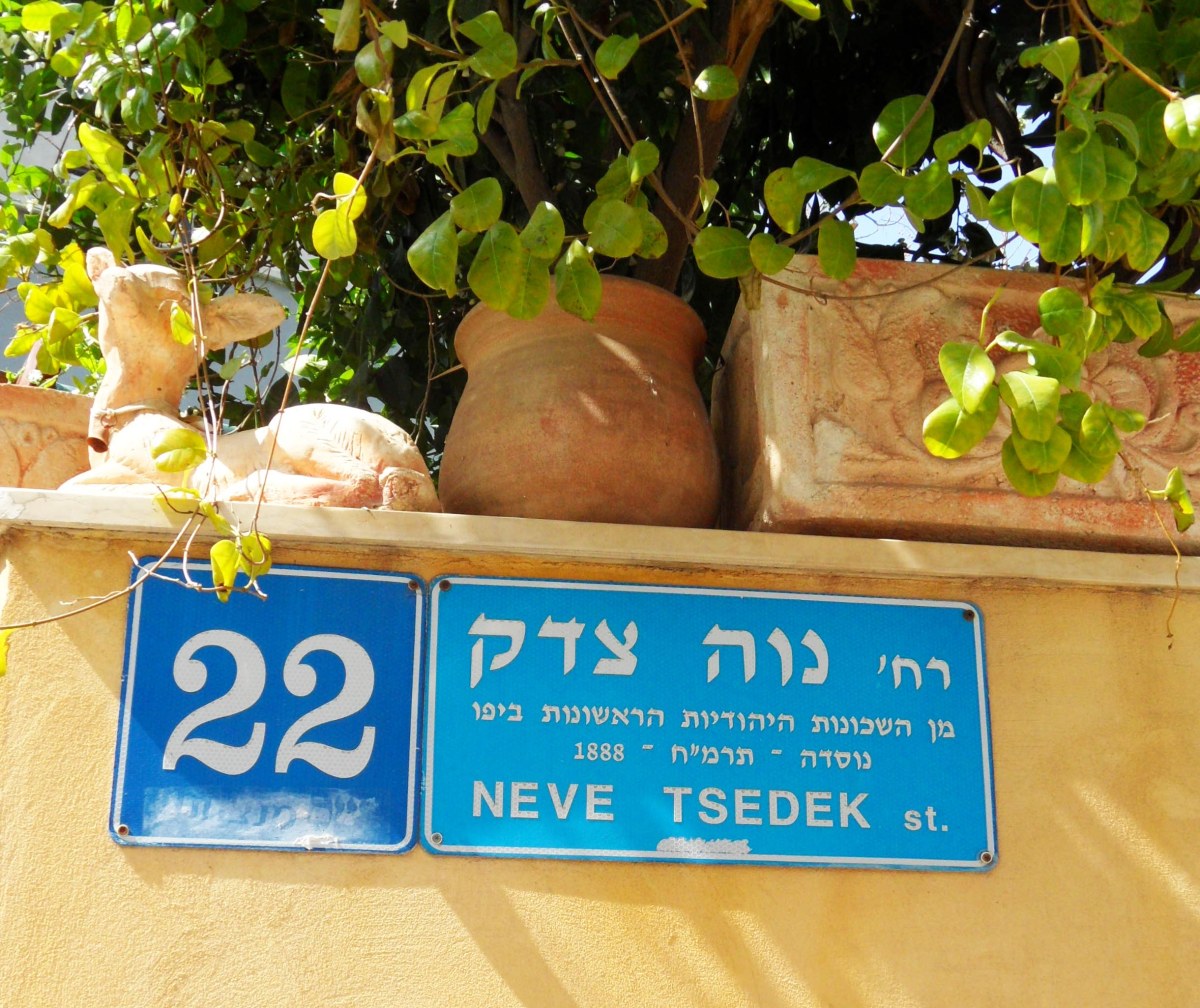 22
רח' נוה צדק
מן השכונות היהודיות הראשונות ביפו
נוסדה - תרמ"ח - 1888
NEVE TSEDEK st.